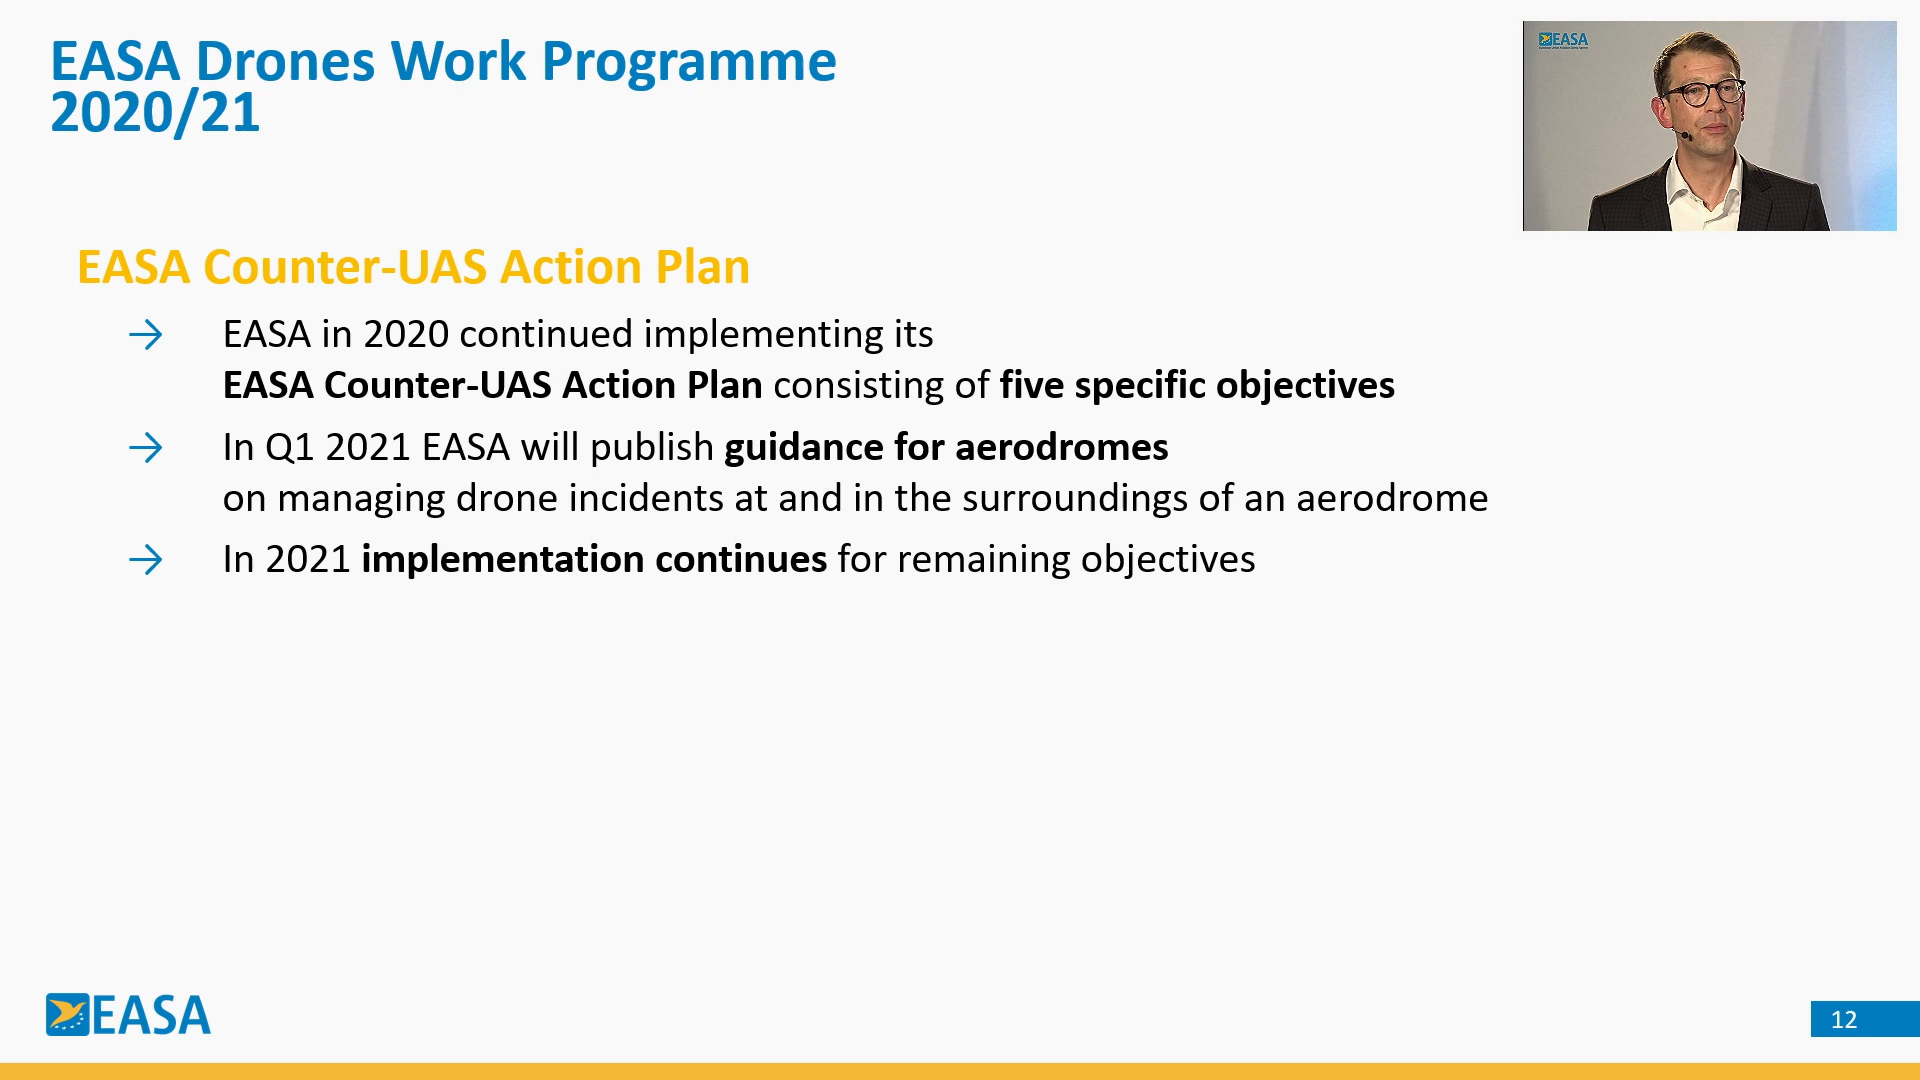 EASA Drones Work Programme
2020/21
EASA
EASA Counter-UAS Action Plan
→ EASA in 2020 continued implementing its
EASA Counter-UAS Action Plan consisting of five specific objectives
→ In Q1 2021 EASA will publish guidance for aerodromes
on managing drone incidents at and in the surroundings of an aerodrome
→ In 2021 implementation continues for remaining objectives
EASA
12